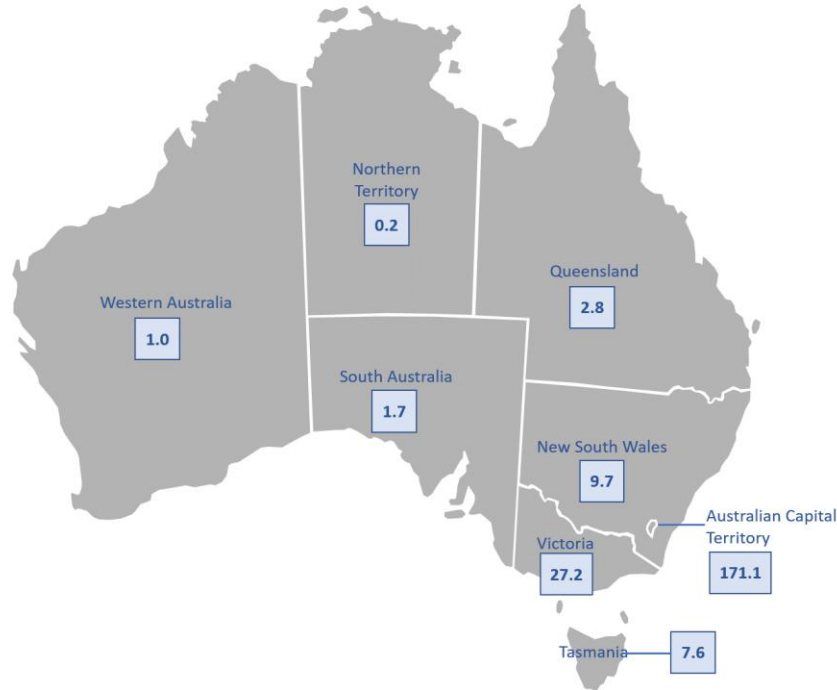 Northern
Territory
0.2
Queensland
2.8
Western Australia
1.0
South Australia
1.7
New South Wales
9.7
Australian Capital
Territory
171.1
Victoria
27.2
Tasmania
7.6